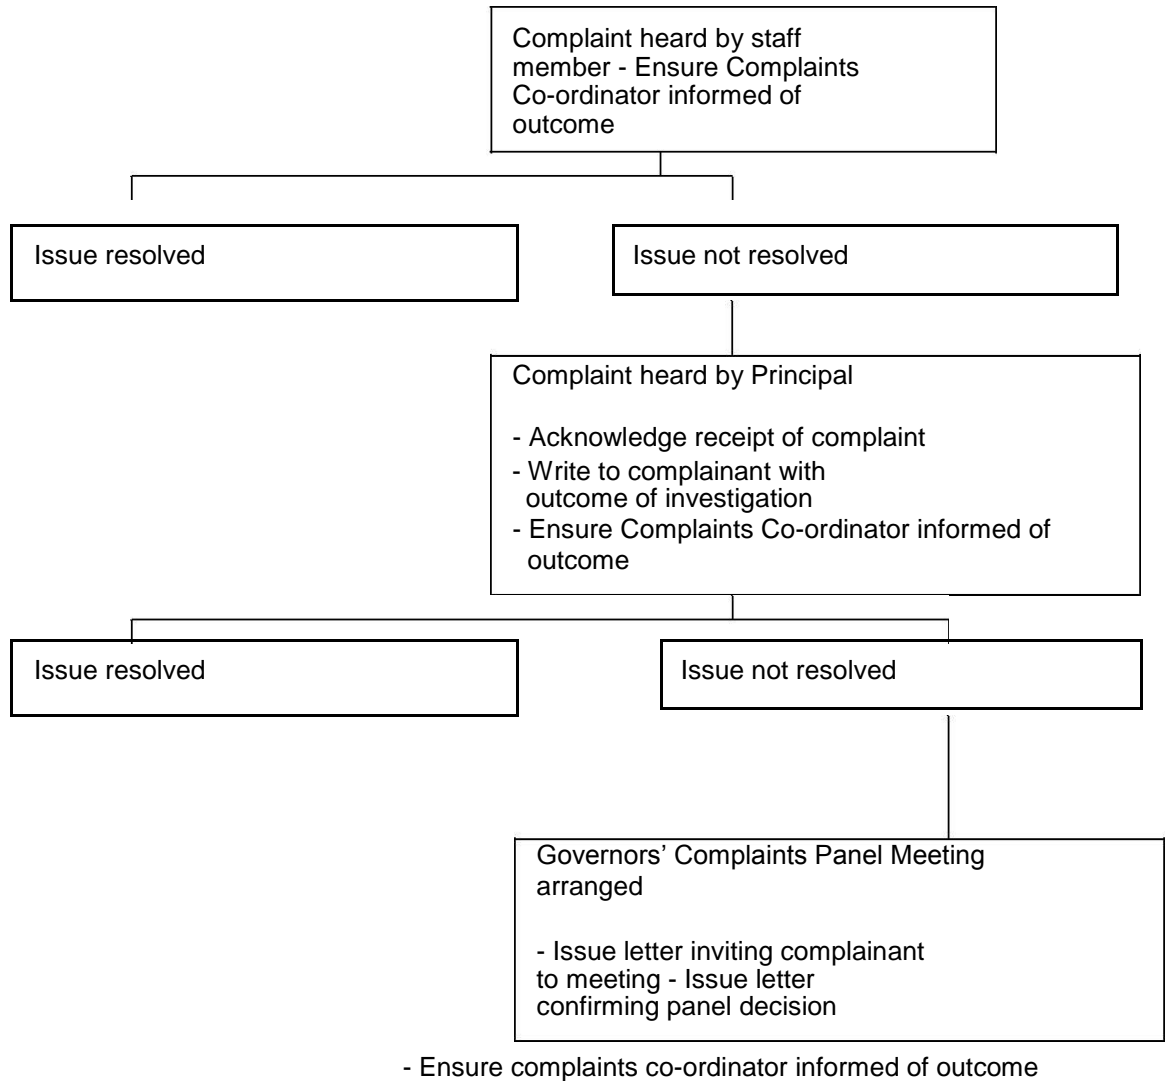 Complaint heard by staff
member - Ensure Complaints
Co-ordinator informed of
outcome
Issue resolved
Issue not resolved
Complaint heard by Principal
- Acknowledge receipt of complaint
- Write to complainant with
outcome of investigation
- Ensure Complaints Co-ordinator informed of
outcome
Issue resolved
Issue not resolved
Governors’ Complaints Panel Meeting
arranged
- Issue letter inviting complainant
to meeting - Issue letter
confirming panel decision
- Ensure complaints co-ordinator informed of outcome